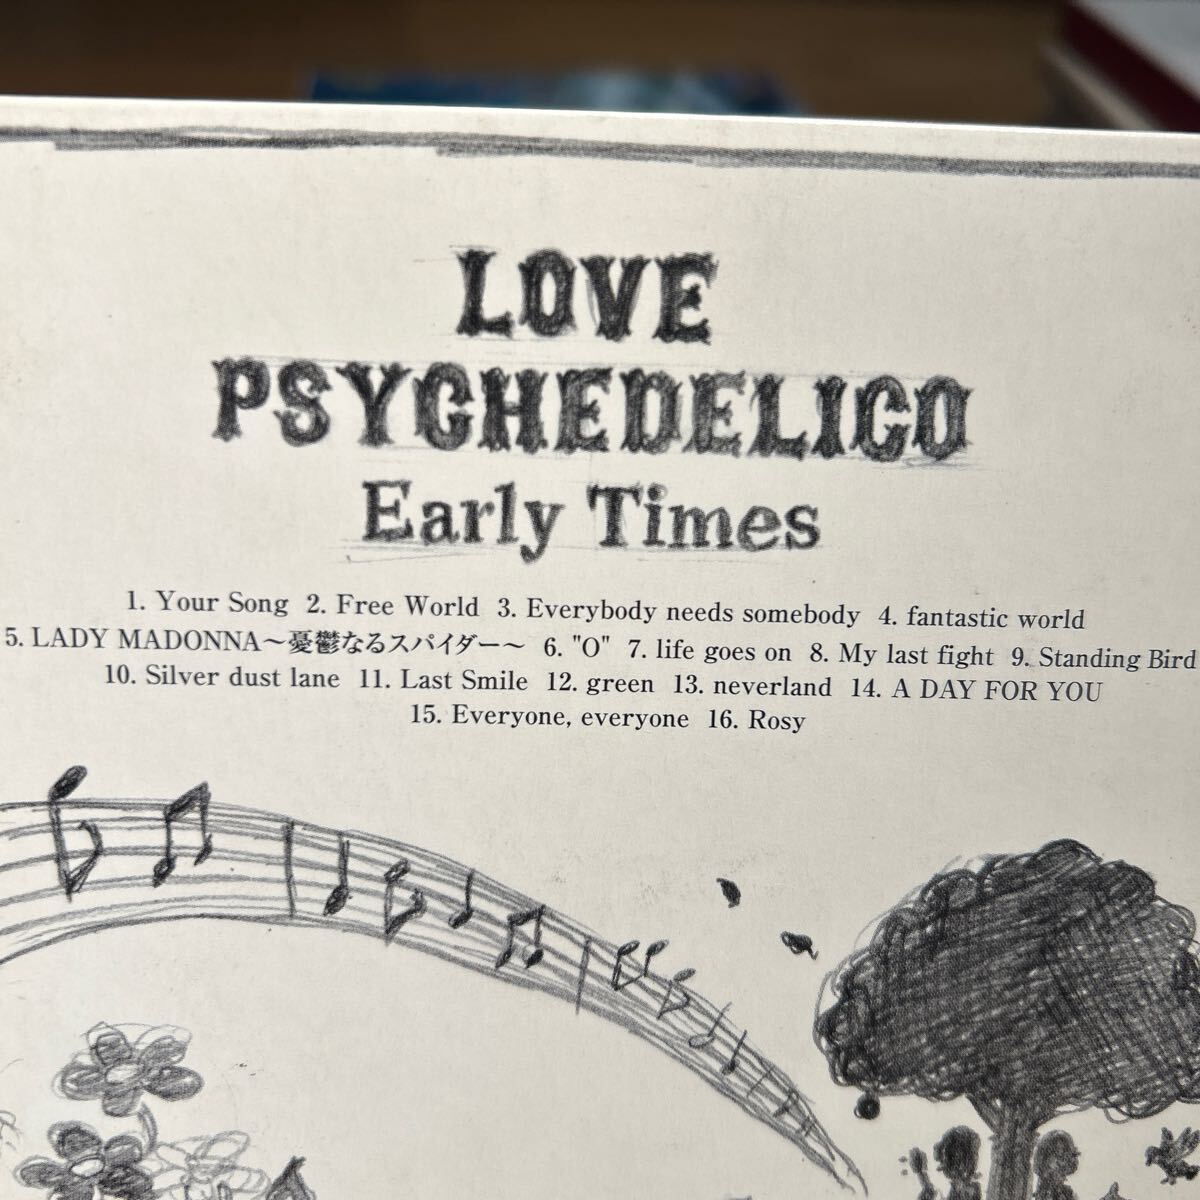 LOVE
PSYCHEDELICO
Early Times
1. Your Song 2. Free World 3. Everybody needs somebody 4. fantastic world
5. LADY MADONNA〜憂鬱なるスパイダー〜 6. "O" 7. life goes on 8. My last fight 9. Standing Bird
10. Silver dust lane 11. Last Smile 12. green 13. neverland 14. A DAY FOR YOU
15. Everyone, everyone 16. Rosy